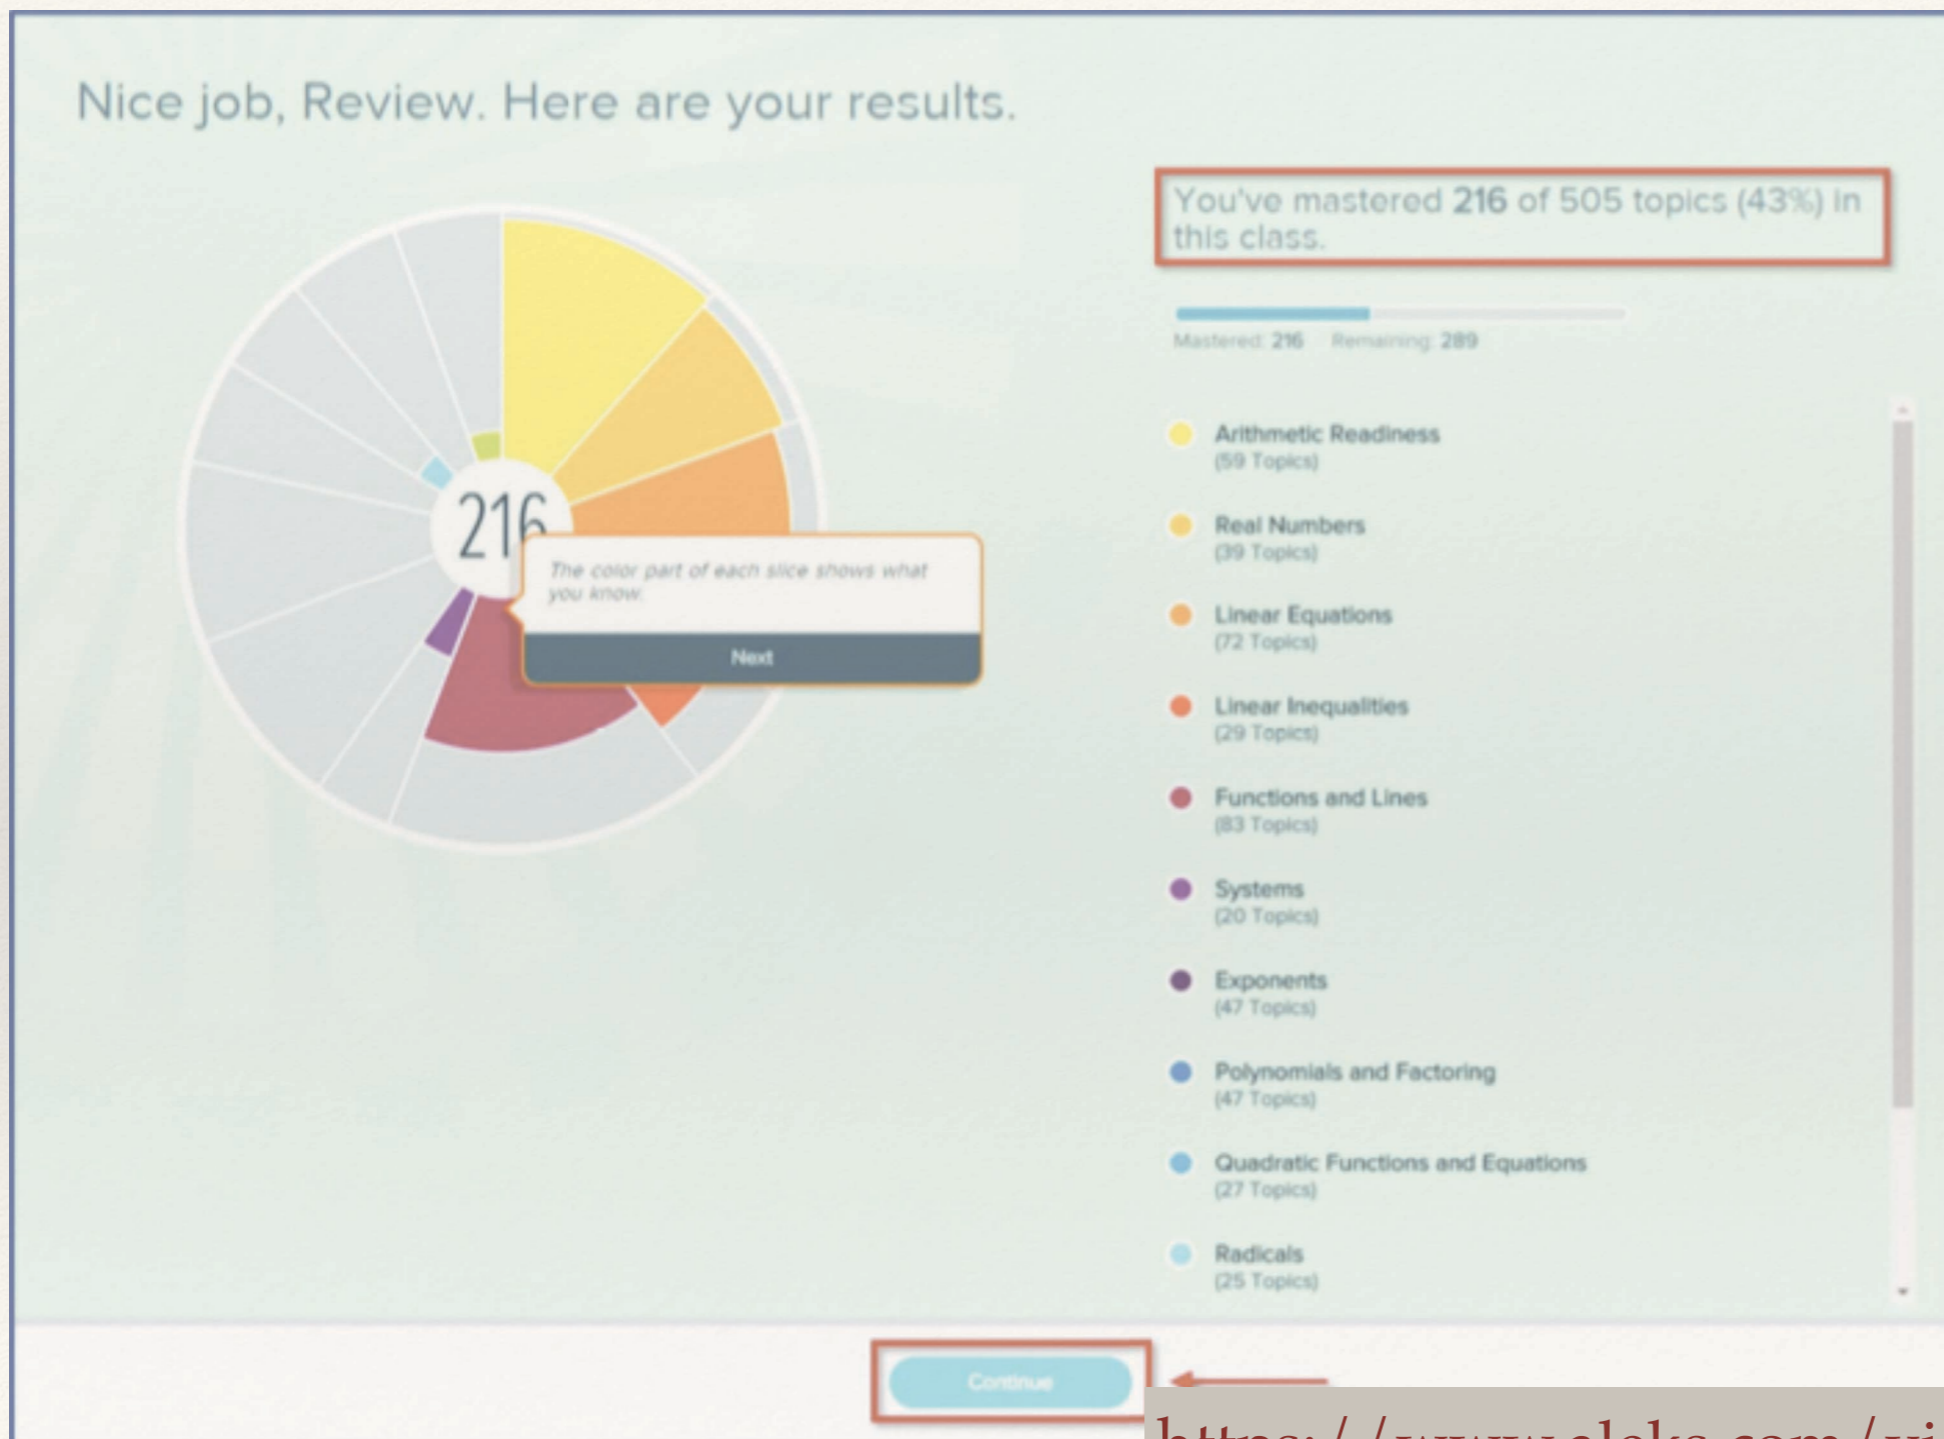 Nice job, Review. Here are your results.
You've mastered 216 of 505 topics (43%) in
this class.
Mastered: 216 Remaining: 289
216
The color part of each slice shows what
you know.
Next
Arithmetic Readiness
(59 Topics)
Real Numbers
(39 Topics)
Linear Equations
(72 Topics)
Linear Inequalities
(29 Topics)
Functions and Lines
(83 Topics)
Systems
(20 Topics)
Exponents
(47 Topics)
Polynomials and Factoring
(47 Topics)
Quadratic Functions and Equations
(27 Topics)
Radicals
(25 Topics)
Continue